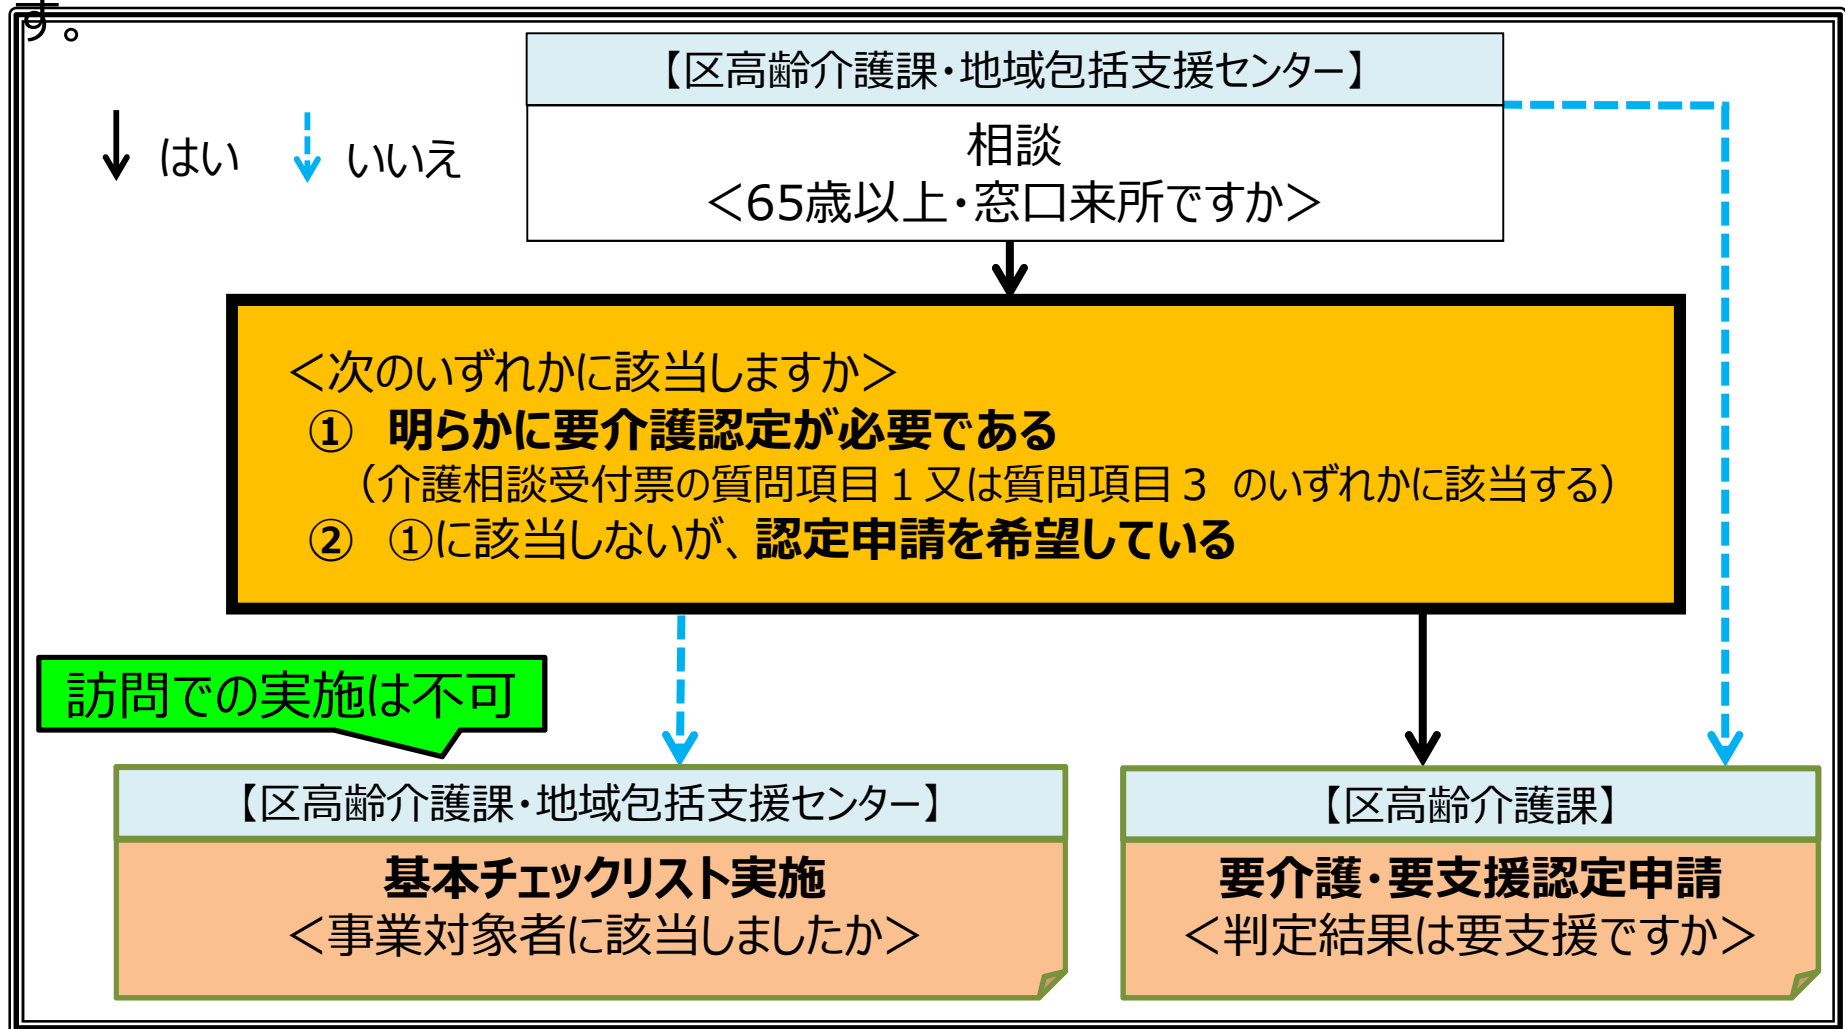 す。
【区高齢介護課・地域包括支援センター】
相談
＜65歳以上・窓口来所ですか＞
はい
いいえ
＜次のいずれかに該当しますか＞
① 明らかに要介護認定が必要である
（介護相談受付票の質問項目１又は質問項目３ のいずれかに該当する）
② ①に該当しないが、認定申請を希望している
訪問での実施は不可
【区高齢介護課・地域包括支援センター】
基本チェックリスト実施
＜事業対象者に該当しましたか＞
【区高齢介護課】
要介護・要支援認定申請
＜判定結果は要支援ですか＞